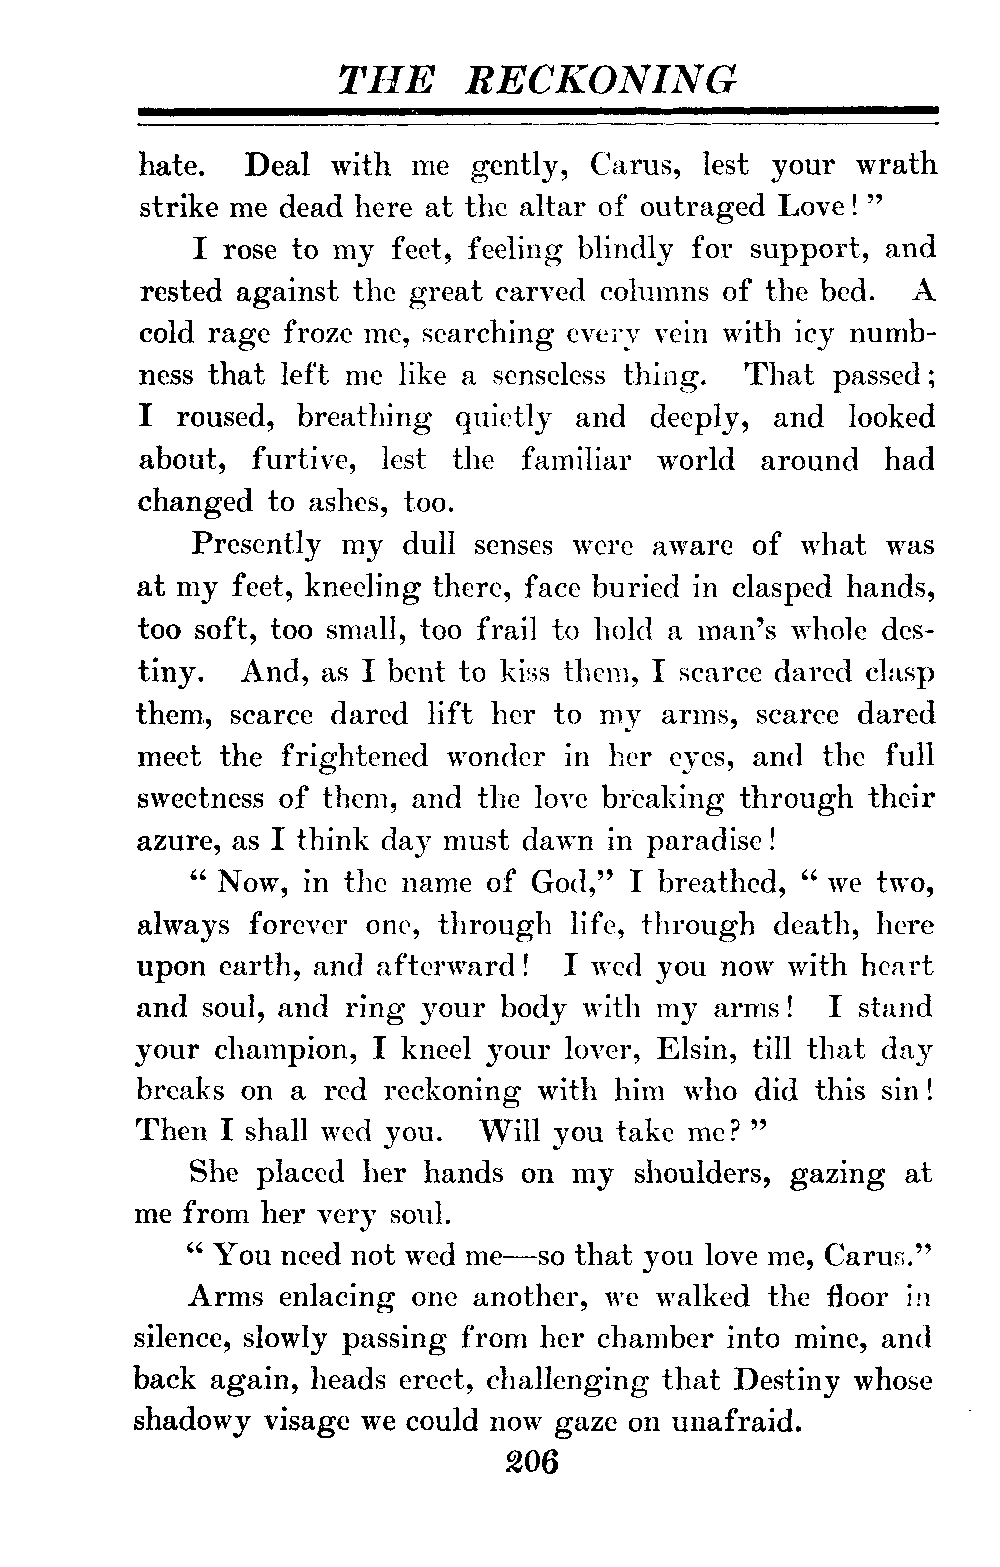 THE RECKONING
hate. Deal with me gently, Carus, lest your wrath
strike me dead here at the altar of outraged Love! ”
I rose to my feet, feeling blindly for support, and
rested against the great carved columns of the bed. A
cold rage froze me, searching every vein with icy numb-
ness that left me like a senseless thing. That passed;
I roused, breathing quietly and deeply, and looked
about, furtive, lest the familiar world around had
changed to ashes, too.
Presently my dull senses were aware of what was
at my feet, kneeling there, face buried in clasped hands,
too soft, too small, too frail to hold a man’s whole des-
tiny. And, as I bent to kiss them, I scarce dared clasp
them, scarce dared lift her to my arms, scarce dared
meet the frightened wonder in her eyes, and the full
sweetness of them, and the love breaking through their
azure, as I think day must dawn in paradise!
“ Now, in the name of God,” I breathed, “ we two,
always forever one, through life, through death, here
upon earth, and afterward! I wed you now with heart
and soul, and ring your body with my arms! I stand
your champion, I kneel your lover, Elsin, till that day
breaks on a red reckoning with him who did this sin!
Then I shall wed you. Will you take me? ”
She placed her hands on my shoulders, gazing at
me from her very soul.
“ You need not wed me—so that you love me, Carus.”
Arms enlacing one another, we walked the floor in
silence, slowly passing from her chamber into mine, and
back again, heads erect, challenging that Destiny whose
shadowy visage we could now gaze on unafraid.
206